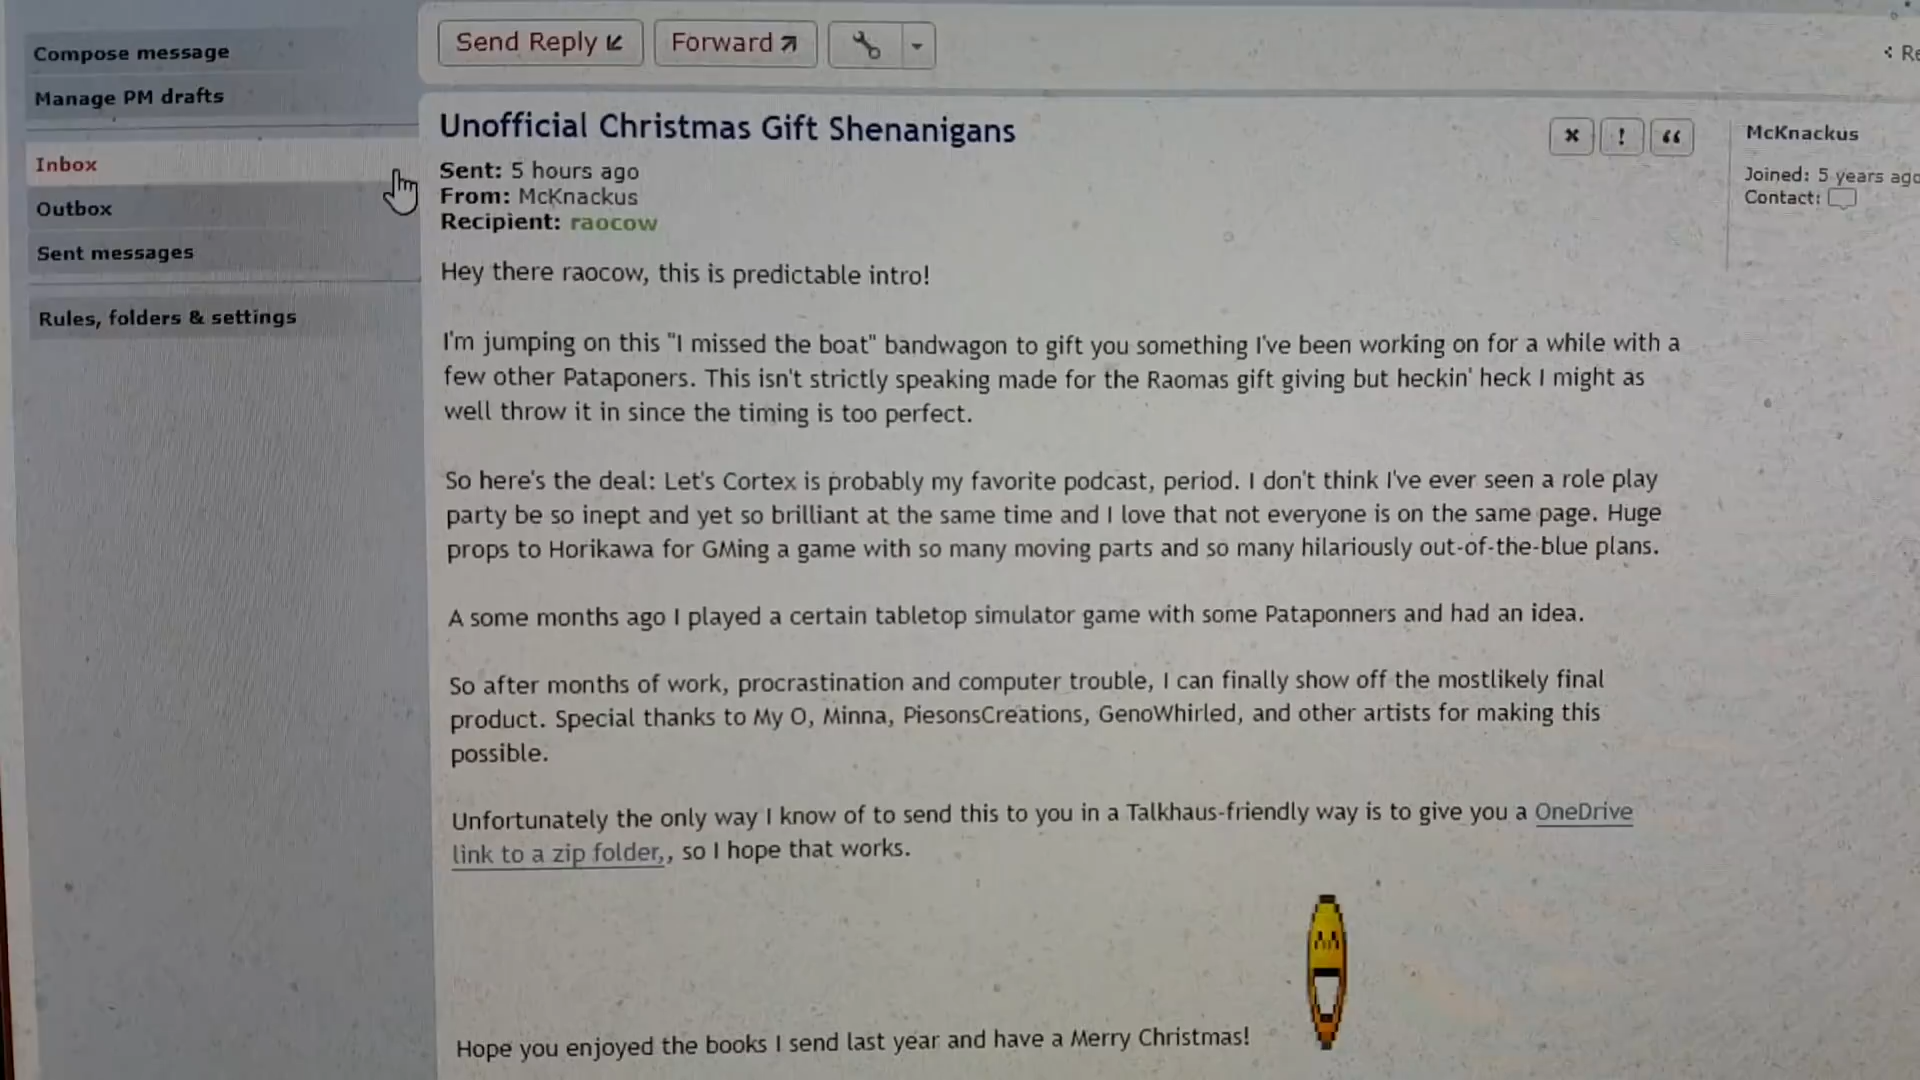 Compose message
Manage PM drafts
Inbox
Outbox
Sent messages
Rules, folders & settings
Send Reply
Forward
Unofficial Christmas Gift Shenanigans
Sent: 5 hours ago
From: McKnackus
Recipient: raocow
Hey there raocow, this is predictable intro!
I'm jumping on this "I missed the boat" bandwagon to gift you something I've been working on for a while with a
few other Pataponers. This isn't strictly speaking made for the Raomas gift giving but heckin' heck I might as
well throw it in since the timing is too perfect.
So here's the deal: Let's Cortex is probably my favorite podcast, period. I don't think I've ever seen a role play
party be so inept and yet so brilliant at the same time and I love that not everyone is on the same page. Huge
props to Horikawa for GMing a game with so many moving parts and so many hilariously out-of-the-blue plans.
A some months ago I played a certain tabletop simulator game with some Pataponners and had an idea.
So after months of work, procrastination and computer trouble, I can finally show off the mostlikely final
product. Special thanks to My O, Minna, PiesonsCreations, GenoWhirled, and other artists for making this
possible.
Unfortunately the only way I know of to send this to you in a Talkhaus-friendly way is to give you a OneDrive
link to a zip folder,, so I hope that works.
Hope you enjoyed the books I send last year and have a Merry Christmas!
McKnackus
Joined: 5 years ago
Contact: